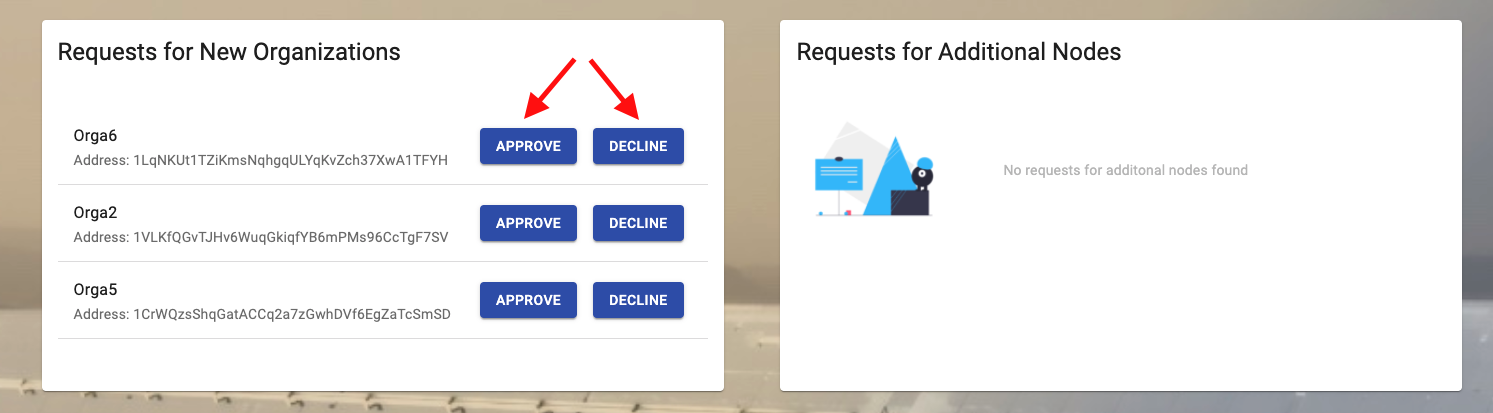 Requests for New Organizations
Orga6
Address: 1LqNKUt1TZiKmsNqhgqULYqKvZch37XwA1TFYH
APPROVE
DECLINE
Orga2
Address: 1VLKfQGvTJHv6WuqGkiqfYB6mPMs96CcTgF7SV
APPROVE
DECLINE
Orga5
Address: 1CrWQzsShqGatACCq2a7zGwhDVf6EgZaTcSmSD
APPROVE
DECLINE
Requests for Additional Nodes
No requests for additonal nodes found